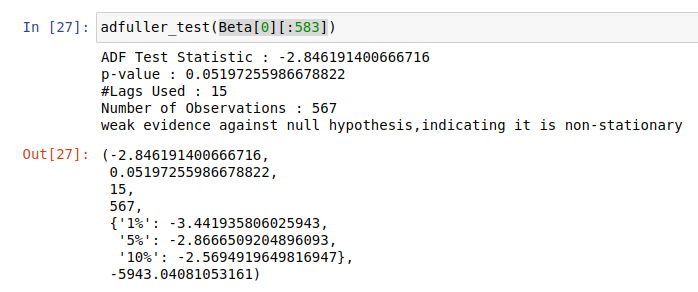 In [27]: adfuller_test(Beta[0][:583])
ADF Test Statistic : -2.846191400666716
p-value : 0.05197255986678822
#Lags Used : 15
Number of Observations : 567
weak evidence against null hypothesis,indicating it is non-stationary
Out[27]: (-2.846191400666716,
0.05197255986678822,
15,
567,
{'1%': -3.441935806025943,
'5%': -2.8666509204896093,
'10%': -2.5694919649816947},
-5943.04081053161)